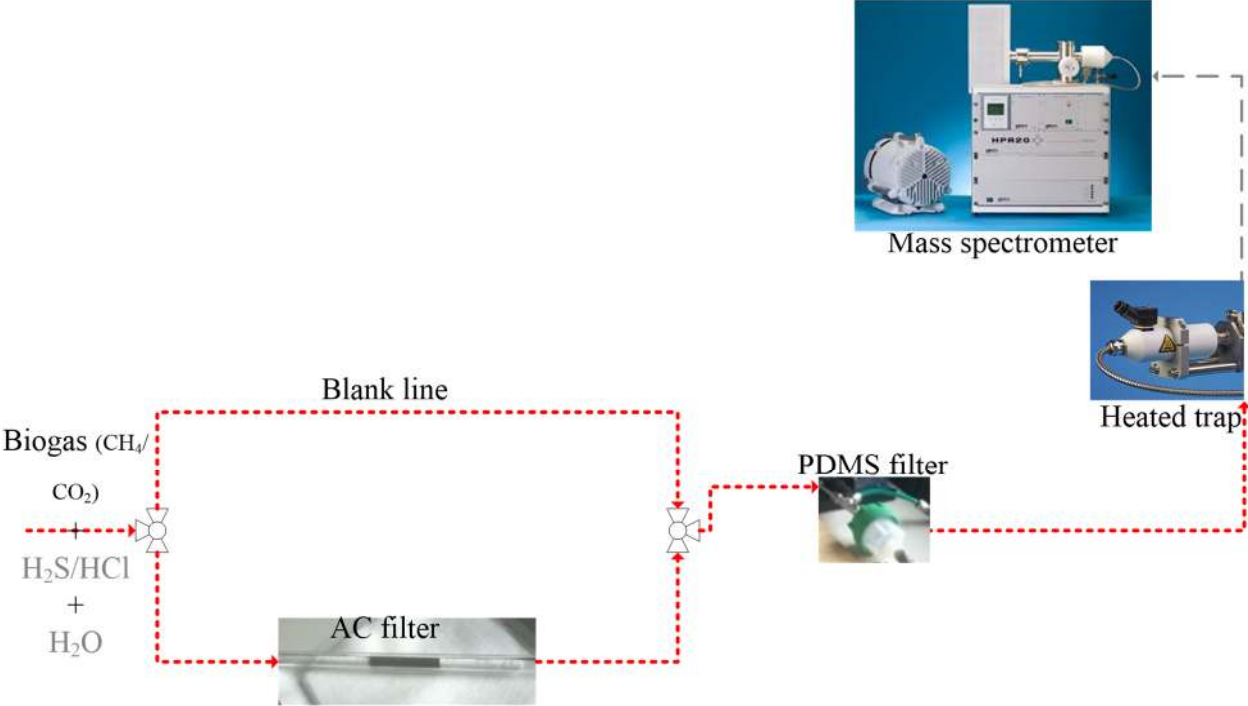 HPR20
Mass spectrometer
Heated trap
Blank line
Biogas (CH₄/
CO₂)
+
H₂S/HCl
+
H₂O
PDMS filter
AC filter